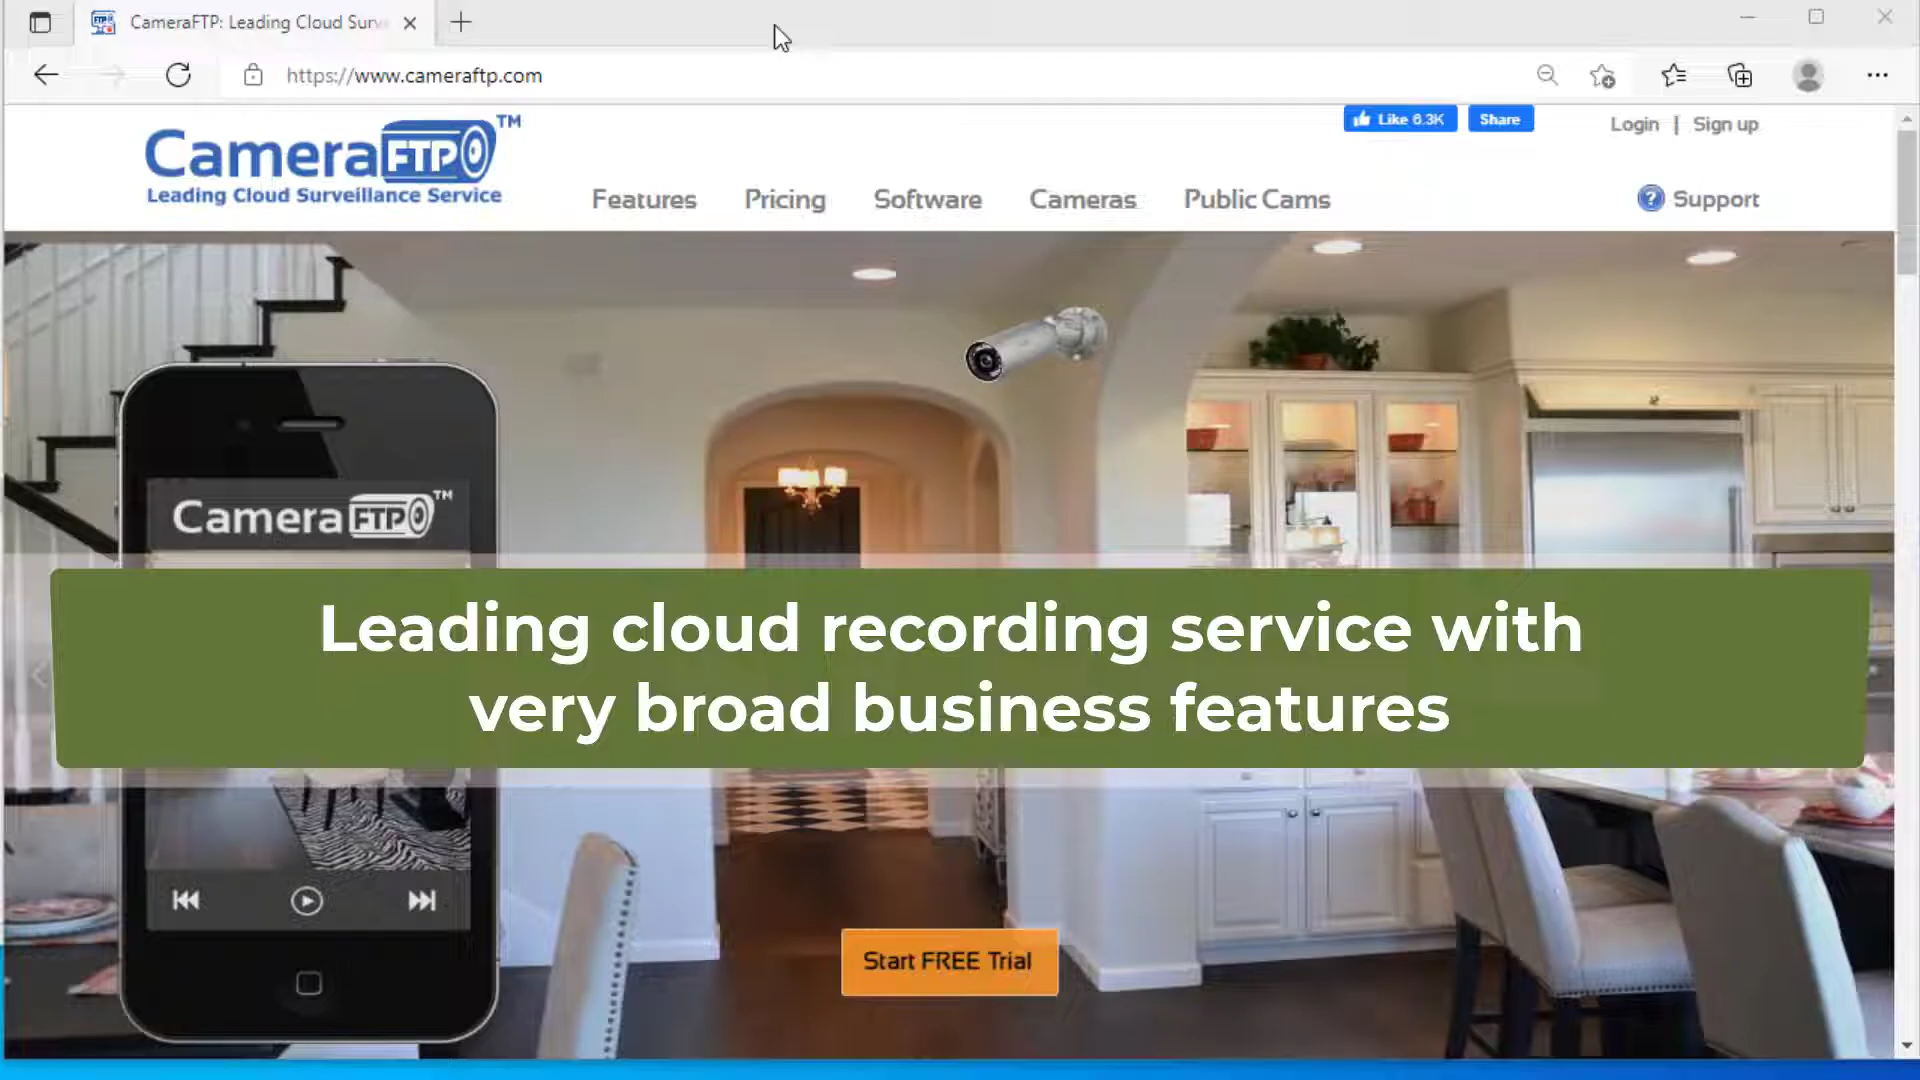 CameraFTP: Leading Cloud Surv
https://www.cameraftp.com
CameraFTP™
Leading Cloud Surveillance Service
Like 6.3K
Share
Login | Sign up
Features
Pricing
Software
Cameras
Public Cams
? Support
CameraFTP™
Leading cloud recording service with
very broad business features
Start FREE Trial